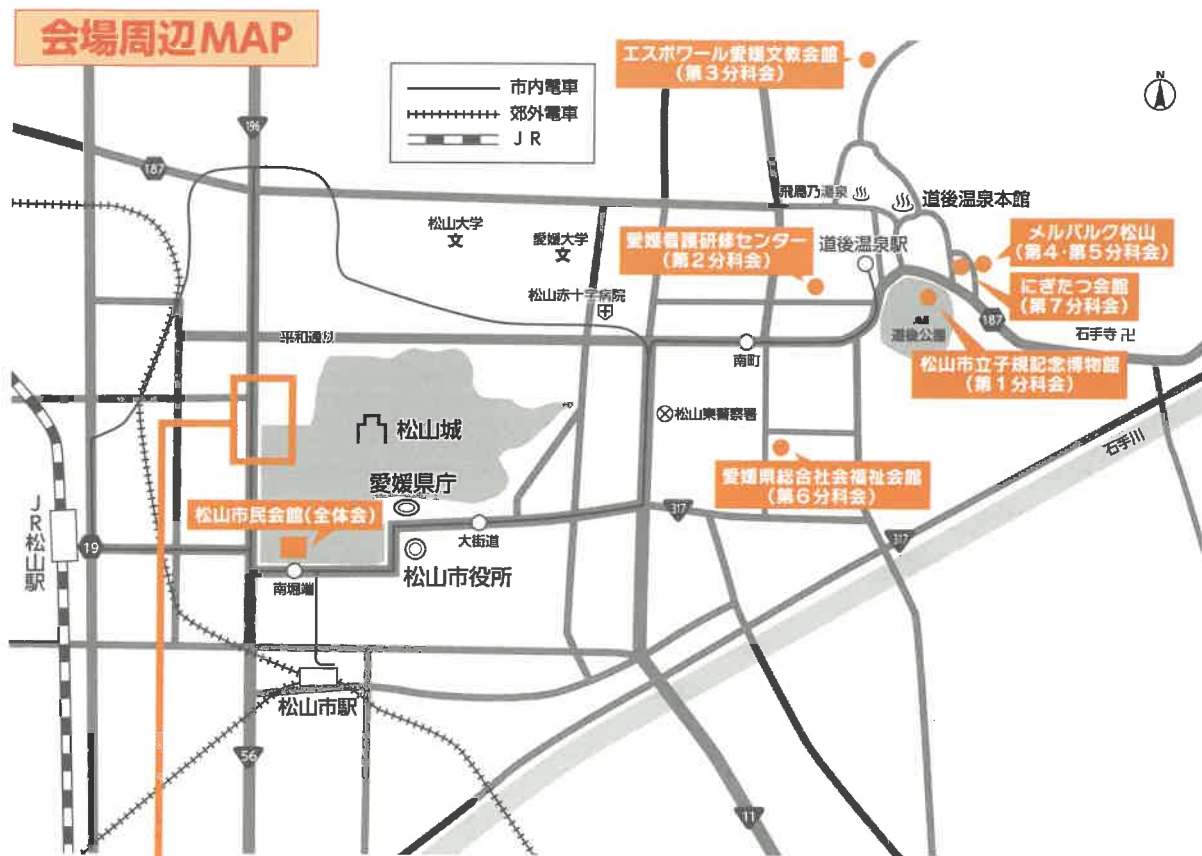 会場周辺MAP
市内電車
郊外電車
JR
N
エスポワール愛媛文教会館
(第3分科会)
196
187
飛鳥乃温泉
道後温泉本館
松山大学
文
愛媛大学
文
愛媛看護研修センター
(第2分科会)
道後温泉駅
メルパルク松山
(第4・第5分科会)
にぎたつ会館
(第7分科会)
松山赤十字病院
187
平和通り
南町
道後公園
石手寺卍
松山市立子規記念博物館
(第1分科会)
松山東警察署
松山城
石手川
愛媛県庁
愛媛県総合社会福祉会館
(第6分科会)
松山市民会館(全体会)
317
317
大街道
JR松山駅
19
松山市役所
南堀端
松山市駅
56
11